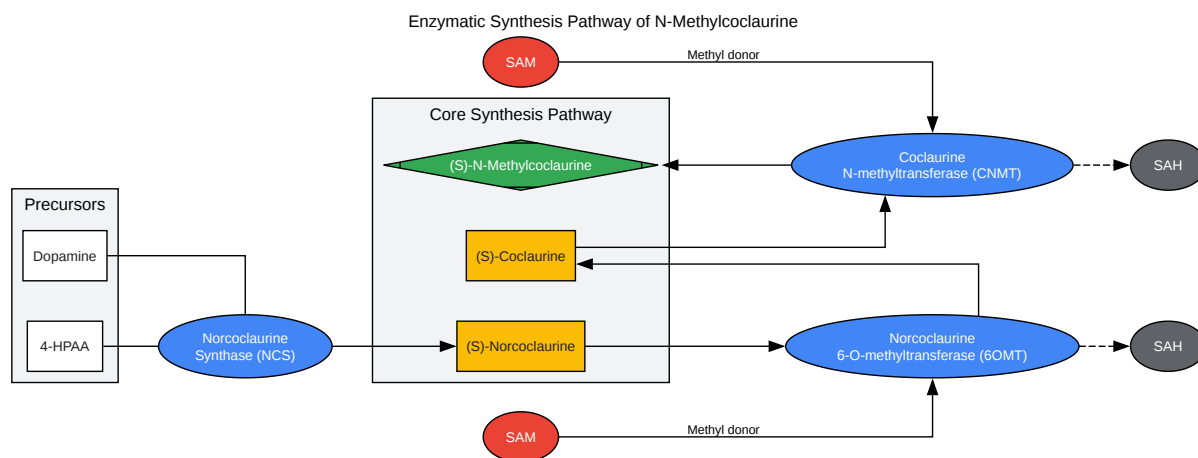 Enzymatic Synthesis Pathway of N-Methylcoclaurine
SAM
Methyl donor
Core Synthesis Pathway
(S)-N-Methylcoclaurine
Coclaurine
N-methyltransferase (CNMT)
SAH
Precursors
Dopamine
(S)-Coclaurine
4-HPAA
Norcoclaurine
Synthase (NCS)
(S)-Norcoclaurine
Norcoclaurine
6-O-methyltransferase (6OMT)
SAH
SAM
Methyl donor